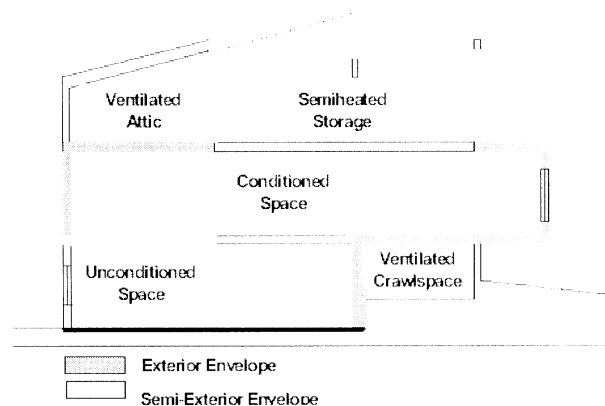 Ventilated
Attic
Semiheated
Storage
Conditioned
Space
Unconditioned
Space
Ventilated
Crawlspace
Exterior Envelope
Semi-Exterior Envelope